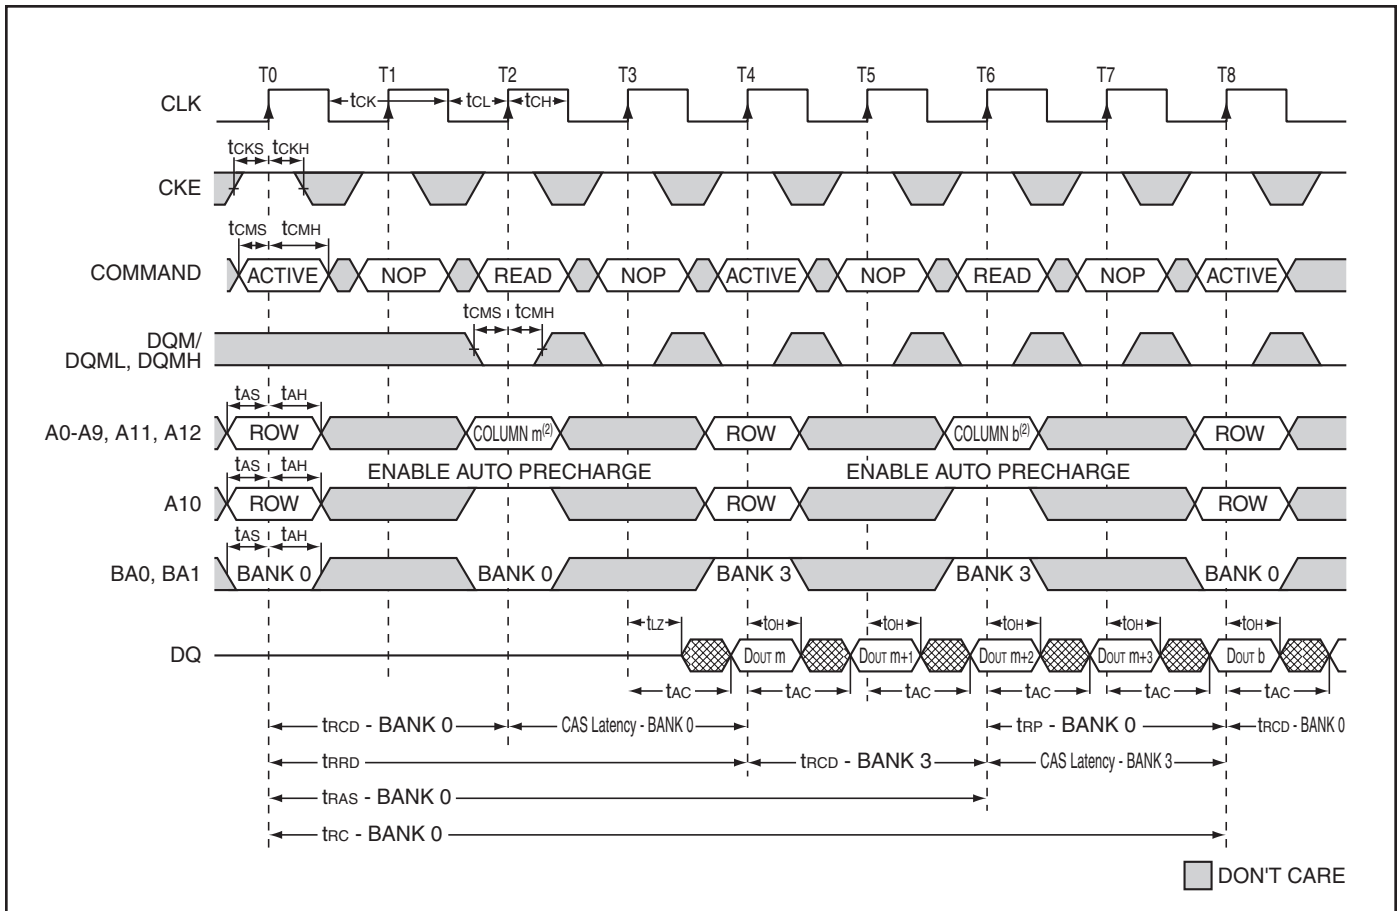 T0 T1 T2 T3 T4 T5 T6 T7 T8
CLK tCK tCL tCH
tCKS tCKH
CKE
tCMS tCMH
COMMAND ACTIVE NOP READ NOP ACTIVE NOP READ NOP ACTIVE
tCMS tCMH
DQM/
DQML, DQMH
tAS tAH
A0-A9, A11, A12 ROW COLUMN m(2) ROW COLUMN b(2) ROW
tAS tAH ENABLE AUTO PRECHARGE ENABLE AUTO PRECHARGE
A10 ROW ROW ROW
tAS tAH
BA0, BA1 BANK 0 BANK 0 BANK 3 BANK 3 BANK 0
tLZ tOH tOH tOH tOH tOH
DQ DOUT m DOUT m+1 DOUT m+2 DOUT m+3 DOUT b
tAC tAC tAC tAC tAC tAC
tRCD - BANK 0 CAS Latency - BANK 0 tRP - BANK 0 tRCD - BANK 0
tRRD tRCD - BANK 3 CAS Latency - BANK 3
tRAS - BANK 0
tRC - BANK 0
DON'T CARE